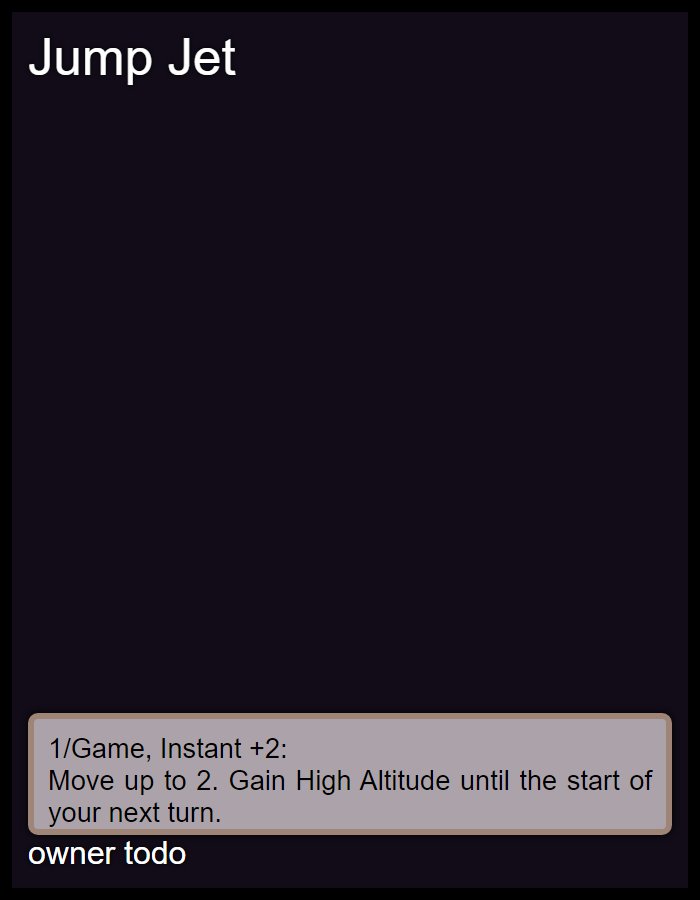 Jump Jet
1/Game, Instant +2:
Move up to 2. Gain High Altitude until the start of
your next turn.
owner todo